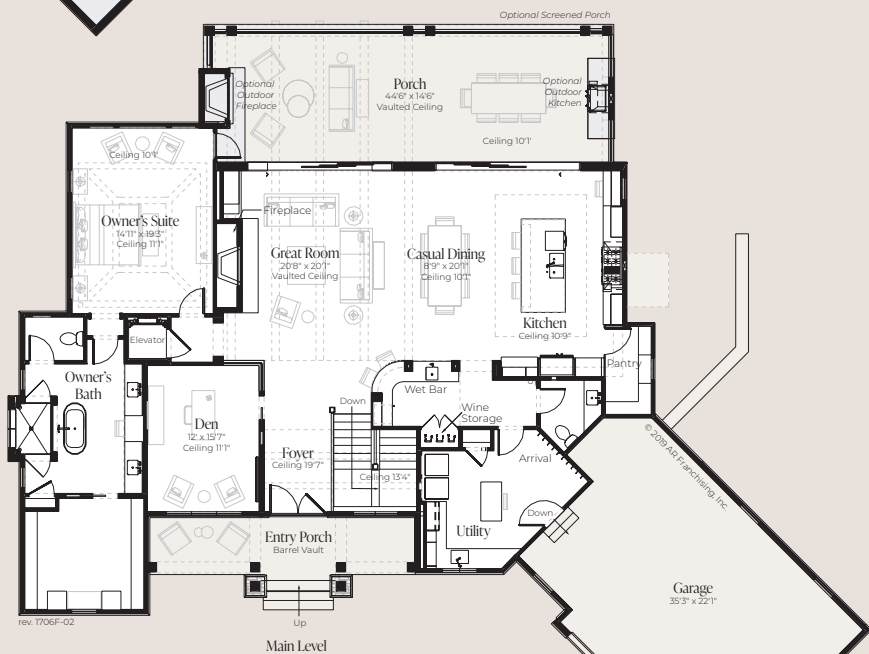 Optional Screened Porch
Optional
Outdoor
Fireplace
Porch
44'6" x 14'6"
Vaulted Ceiling
Optional
Outdoor
Kitchen
Ceiling 10'1'
Ceiling 10'1"
Owner's Suite
14'11" x 19'3"
Ceiling 11'1"
Fireplace
Great Room
20'8" x 20'1"
Vaulted Ceiling
Casual Dining
8'9" x 20'1"
Ceiling 10'1"
Kitchen
Ceiling 10'9"
Elevator
Pantry
Owner's
Bath
Wet Bar
Down
Wine
Storage
Den
12' x 15'7"
Ceiling 11'1"
Foyer
Ceiling 19'7"
Ceiling 13'4"
Arrival
© 2019 AR Franchising, Inc.
Down
Utility
Entry Porch
Barrel Vault
Garage
35'3" x 22'1"
rev. 1706F-02
Up
Main Level